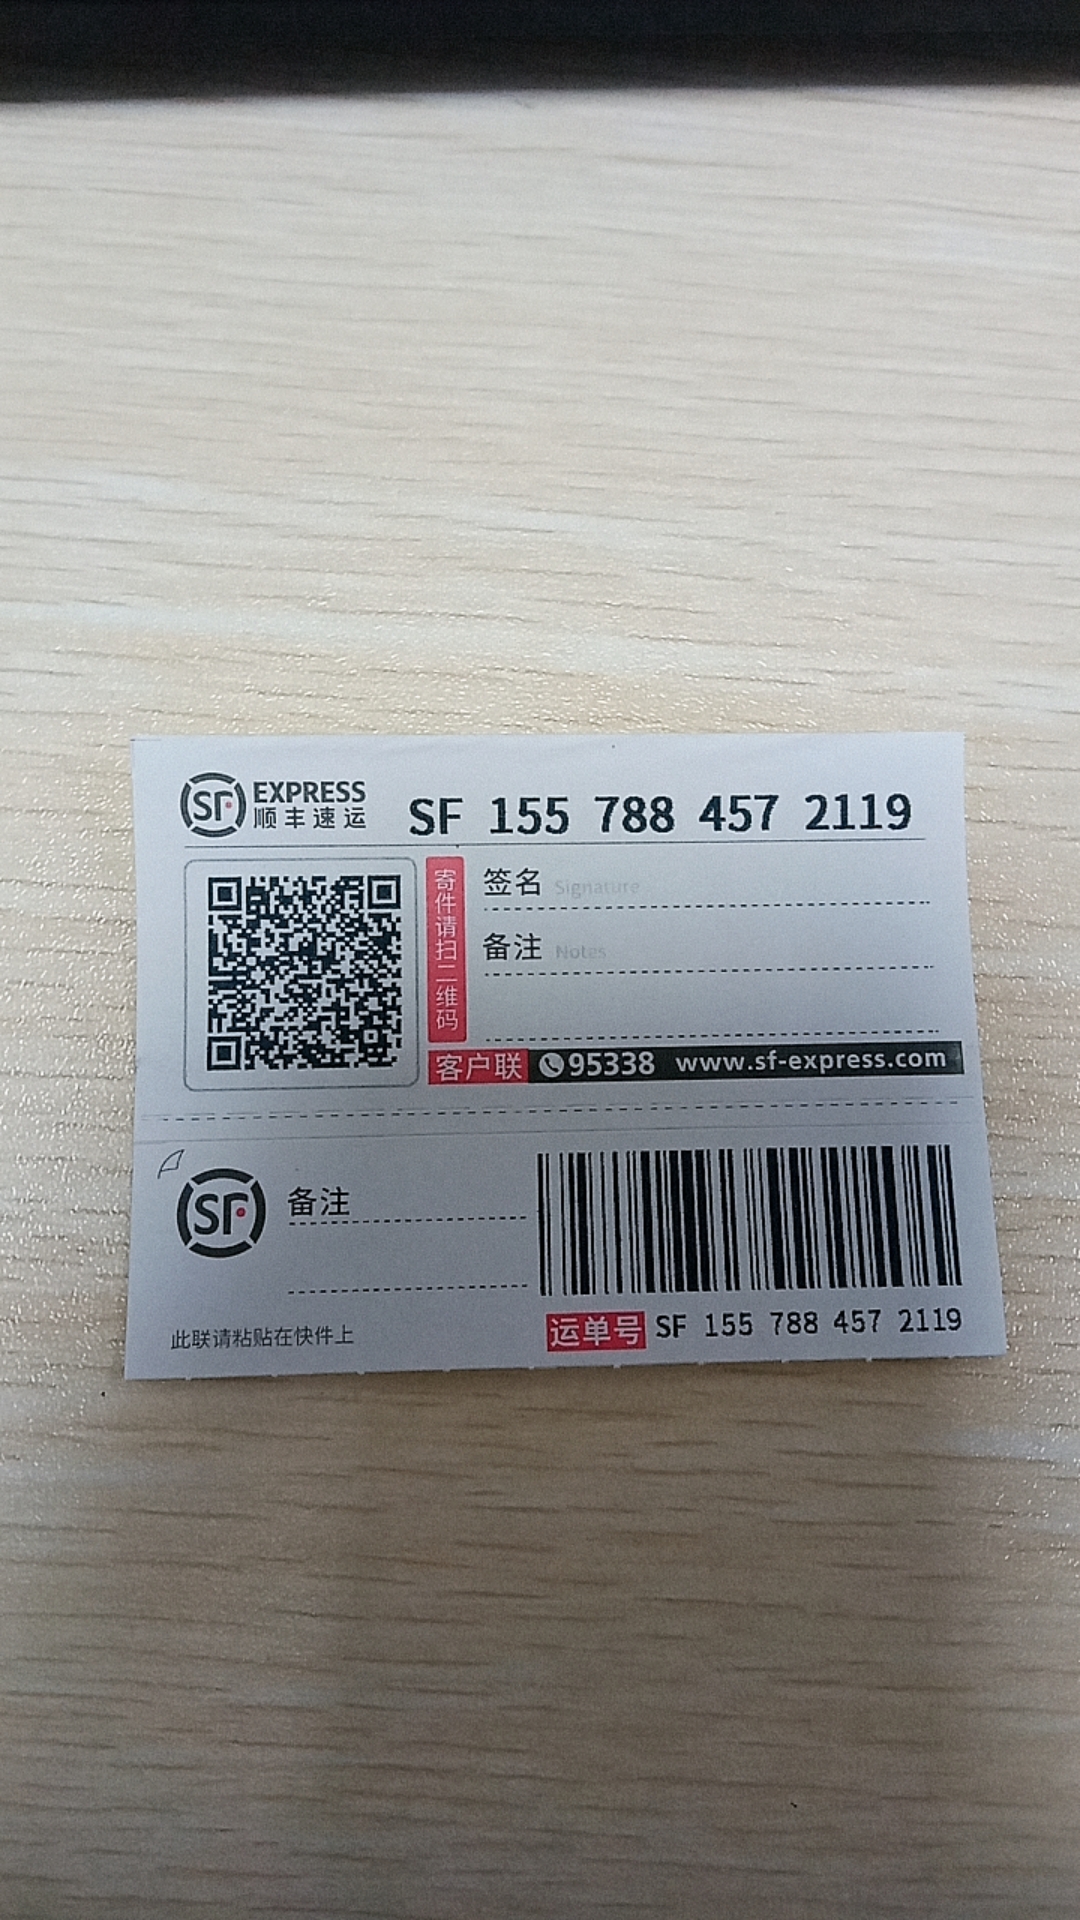 SF EXPRESS
顺丰速运
SF 155 788 457 2119
寄件请扫二维码
签名 Signature
备注 Notes
客户联 95338 www.sf-express.com
SF
备注
此联请粘贴在快件上
运单号 SF 155 788 457 2119